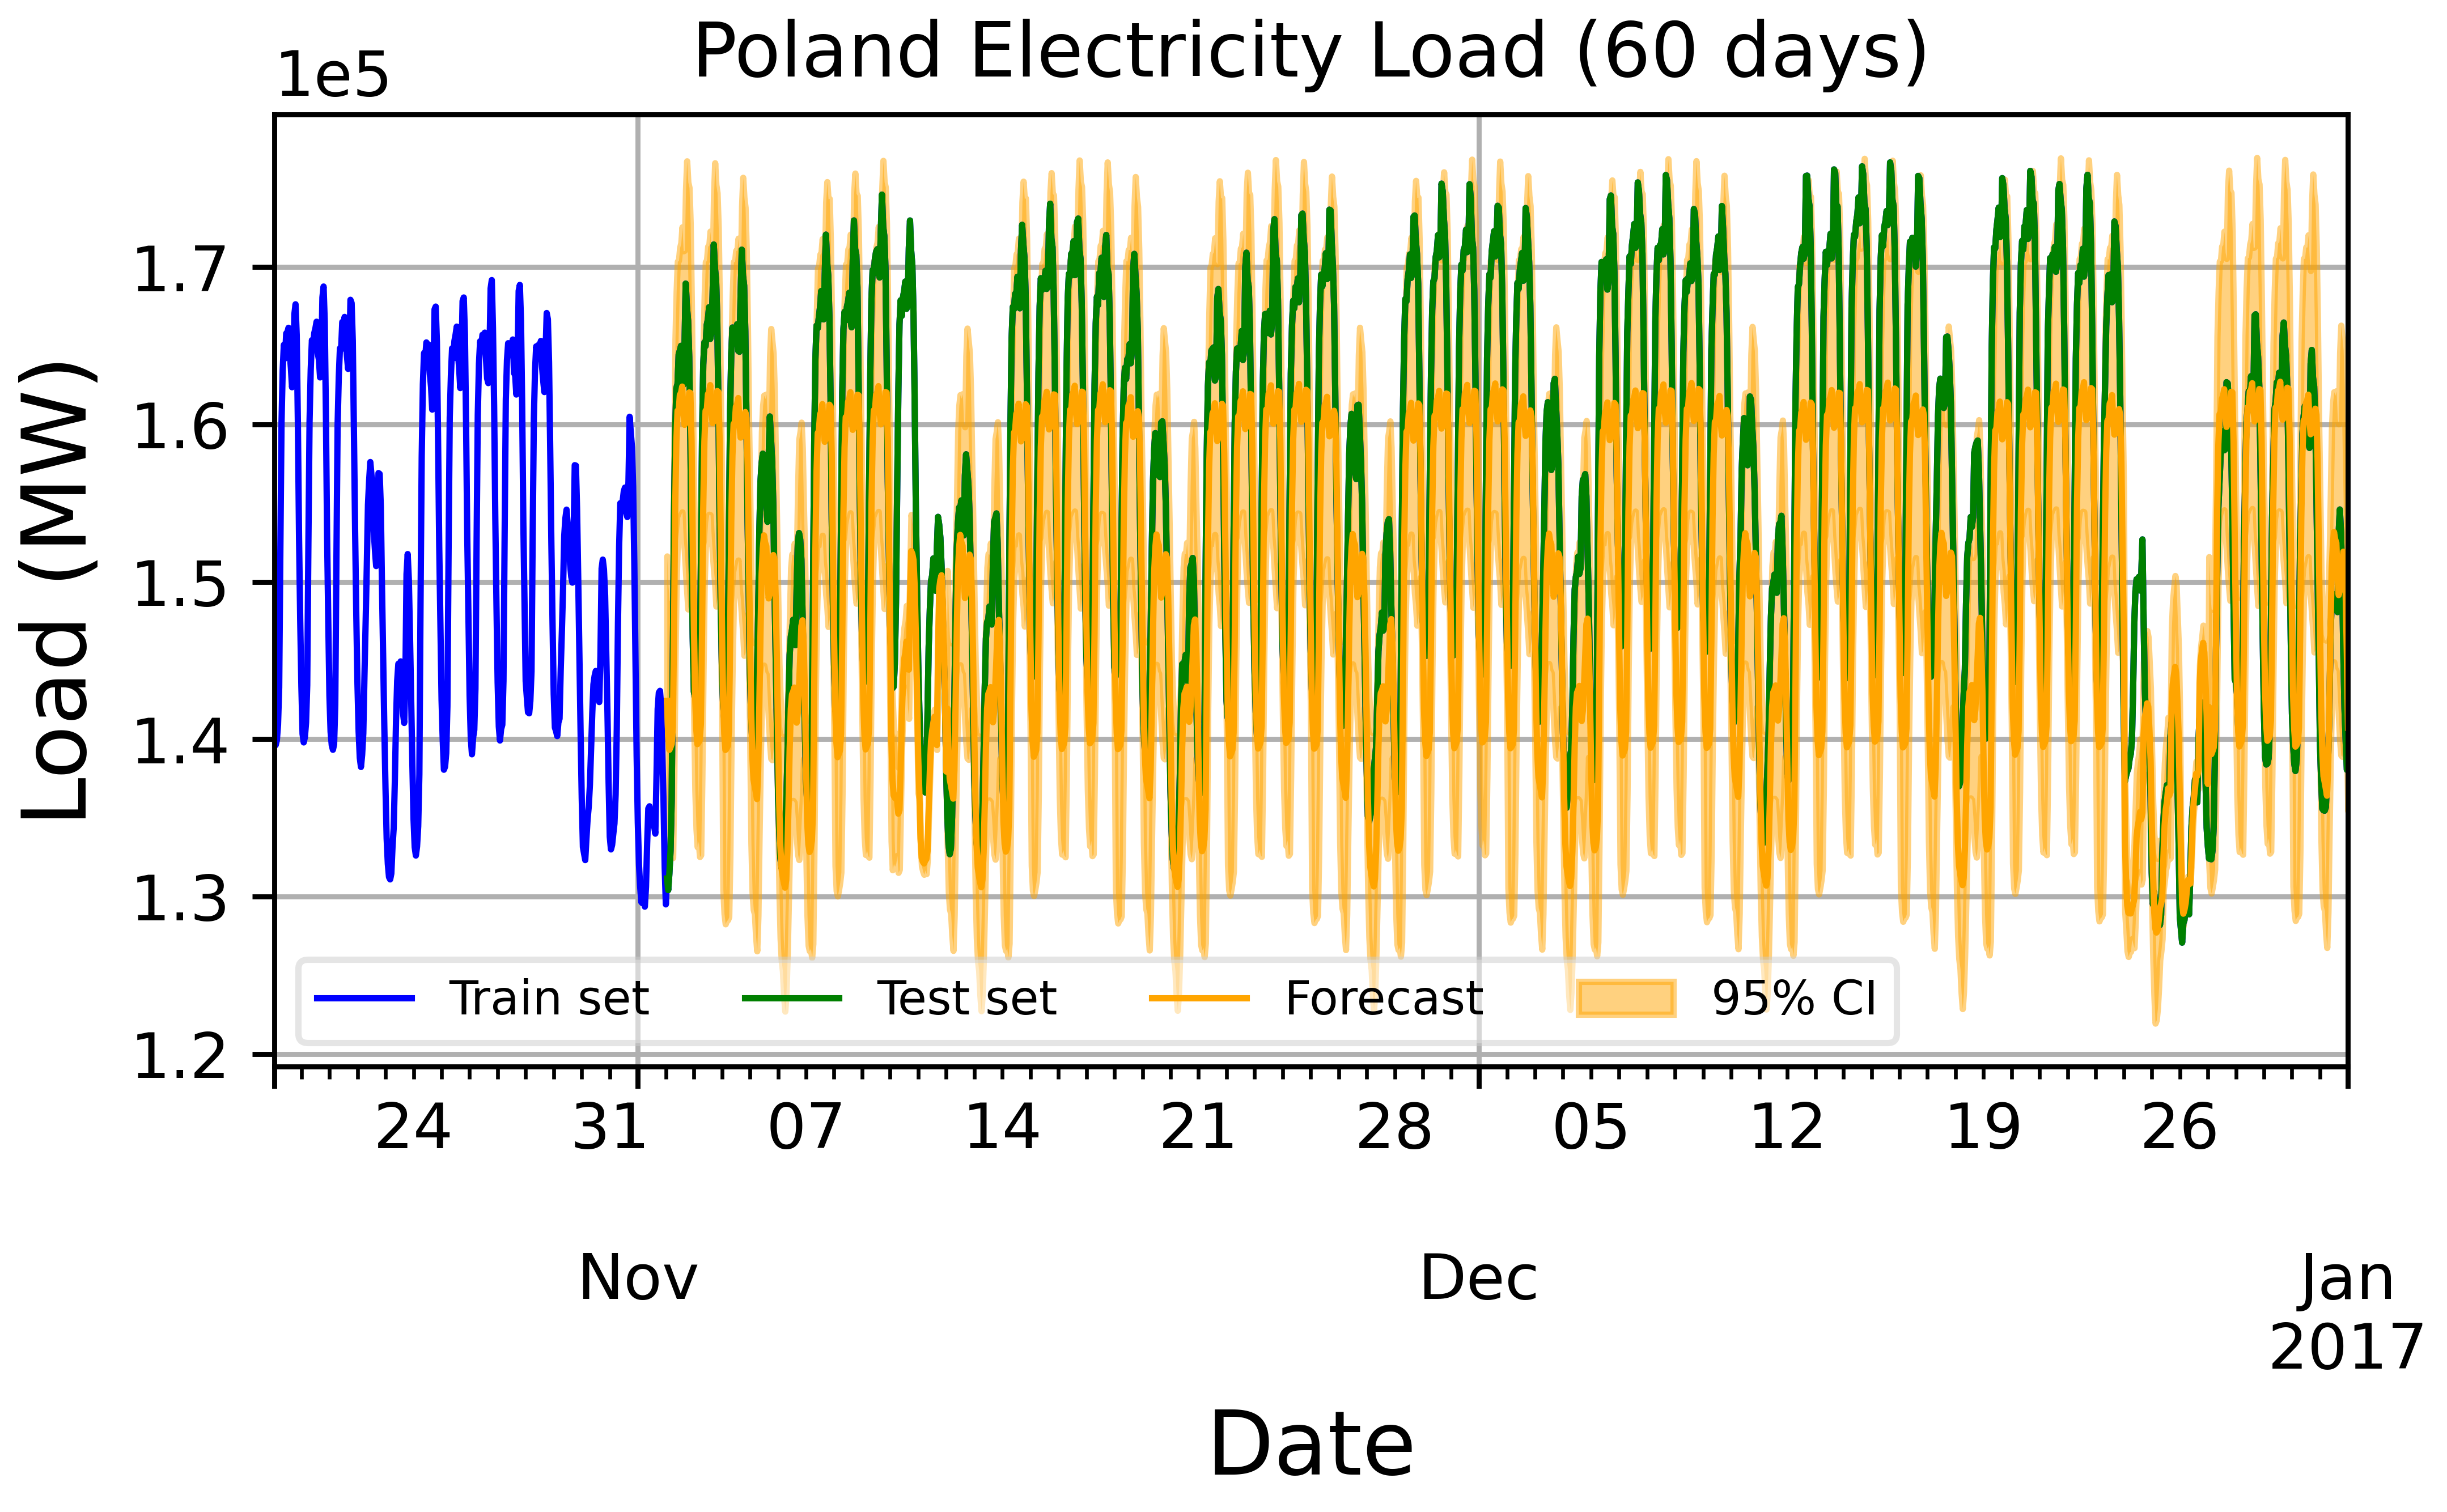 Poland Electricity Load (60 days)
1e5
1.7
1.6
1.5
1.4
1.3
1.2
Load (MW)
Train set Test set Forecast 95% CI
24 31 07 14 21 28 05 12 19 26
Nov Dec Jan
2017
Date